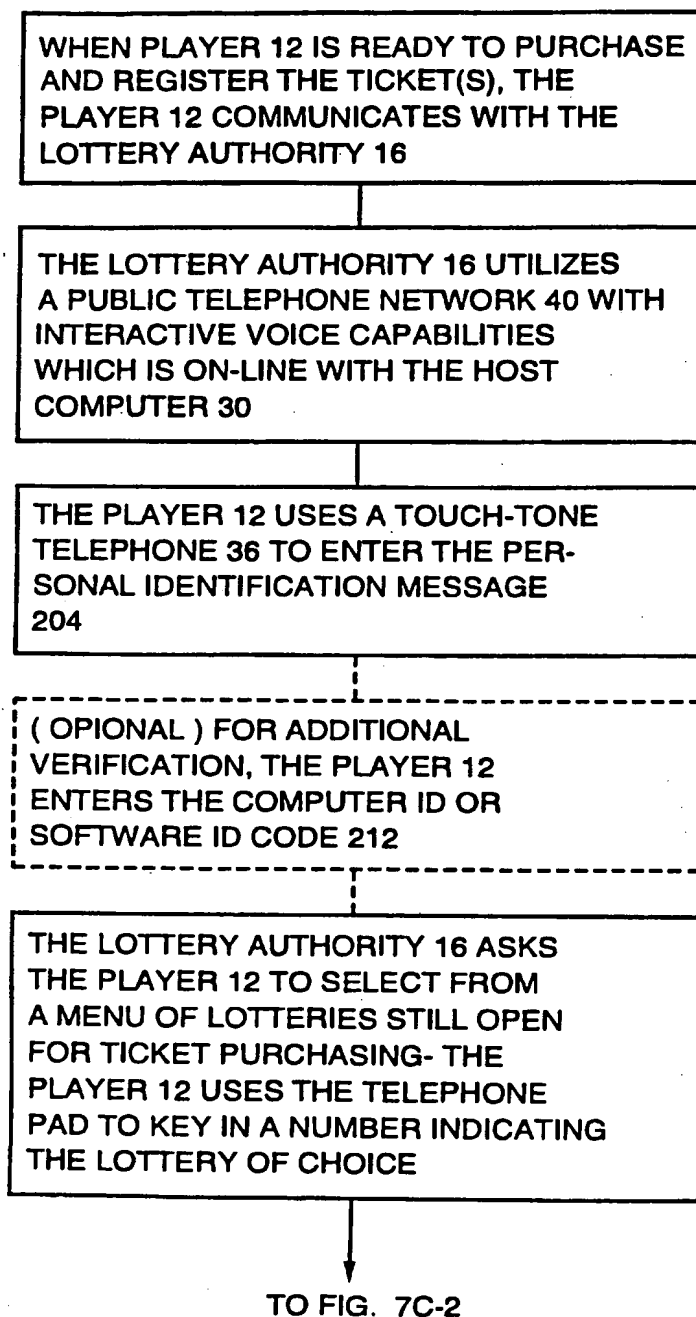 WHEN PLAYER 12 IS READY TO PURCHASE
AND REGISTER THE TICKET(S), THE
PLAYER 12 COMMUNICATES WITH THE
LOTTERY AUTHORITY 16
THE LOTTERY AUTHORITY 16 UTILIZES
A PUBLIC TELEPHONE NETWORK 40 WITH
INTERACTIVE VOICE CAPABILITIES
WHICH IS ON-LINE WITH THE HOST
COMPUTER 30
THE PLAYER 12 USES A TOUCH-TONE
TELEPHONE 36 TO ENTER THE PER-
SONAL IDENTIFICATION MESSAGE
204
( OPIONAL ) FOR ADDITIONAL
VERIFICATION, THE PLAYER 12
ENTERS THE COMPUTER ID OR
SOFTWARE ID CODE 212
THE LOTTERY AUTHORITY 16 ASKS
THE PLAYER 12 TO SELECT FROM
A MENU OF LOTTERIES STILL OPEN
FOR TICKET PURCHASING- THE
PLAYER 12 USES THE TELEPHONE
PAD TO KEY IN A NUMBER INDICATING
THE LOTTERY OF CHOICE
TO FIG. 7C-2